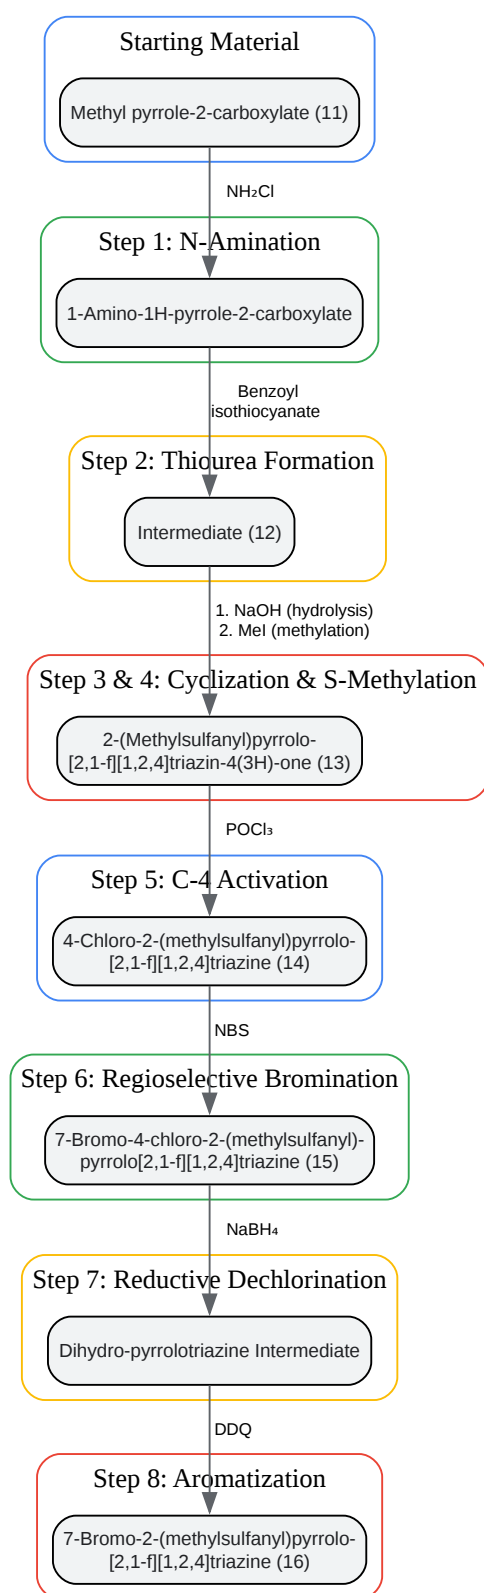 Starting Material
Methyl pyrrole-2-carboxylate (11)
NH₂Cl
Step 1: N-Amination
1-Amino-1H-pyrrole-2-carboxylate
Benzoyl
isothiocyanate
Step 2: Thiourea Formation
Intermediate (12)
1. NaOH (hydrolysis)
2. MeI (methylation)
Step 3 & 4: Cyclization & S-Methylation
2-(Methylsulfanyl)pyrrolo-
[2,1-f][1,2,4]triazin-4(3H)-one (13)
POCl₃
Step 5: C-4 Activation
4-Chloro-2-(methylsulfanyl)pyrrolo-
[2,1-f][1,2,4]triazine (14)
NBS
Step 6: Regioselective Bromination
7-Bromo-4-chloro-2-(methylsulfanyl)-
pyrrolo[2,1-f][1,2,4]triazine (15)
NaBH₄
Step 7: Reductive Dechlorination
Dihydro-pyrrolotriazine Intermediate
DDQ
Step 8: Aromatization
7-Bromo-2-(methylsulfanyl)pyrrolo-
[2,1-f][1,2,4]triazine (16)